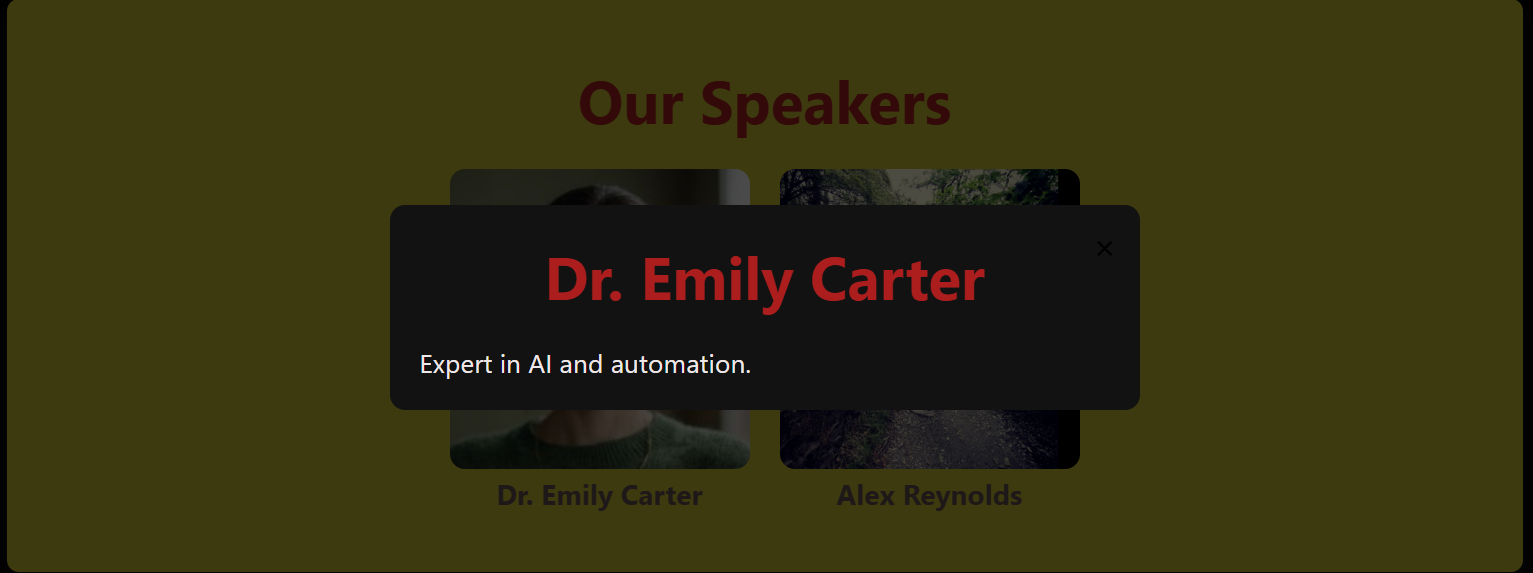 Our Speakers
Dr. Emily Carter
Expert in AI and automation.
Dr. Emily Carter
Alex Reynolds